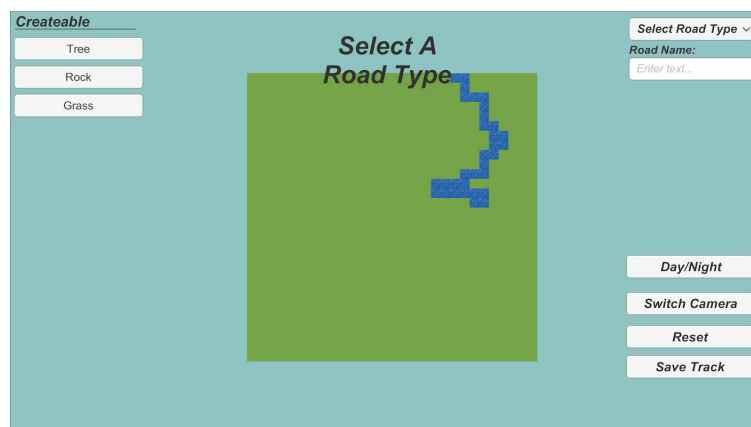 Createable
Tree
Rock
Grass
Select A
Road Type
Select Road Type
Road Name:
Enter text...
Day/Night
Switch Camera
Reset
Save Track